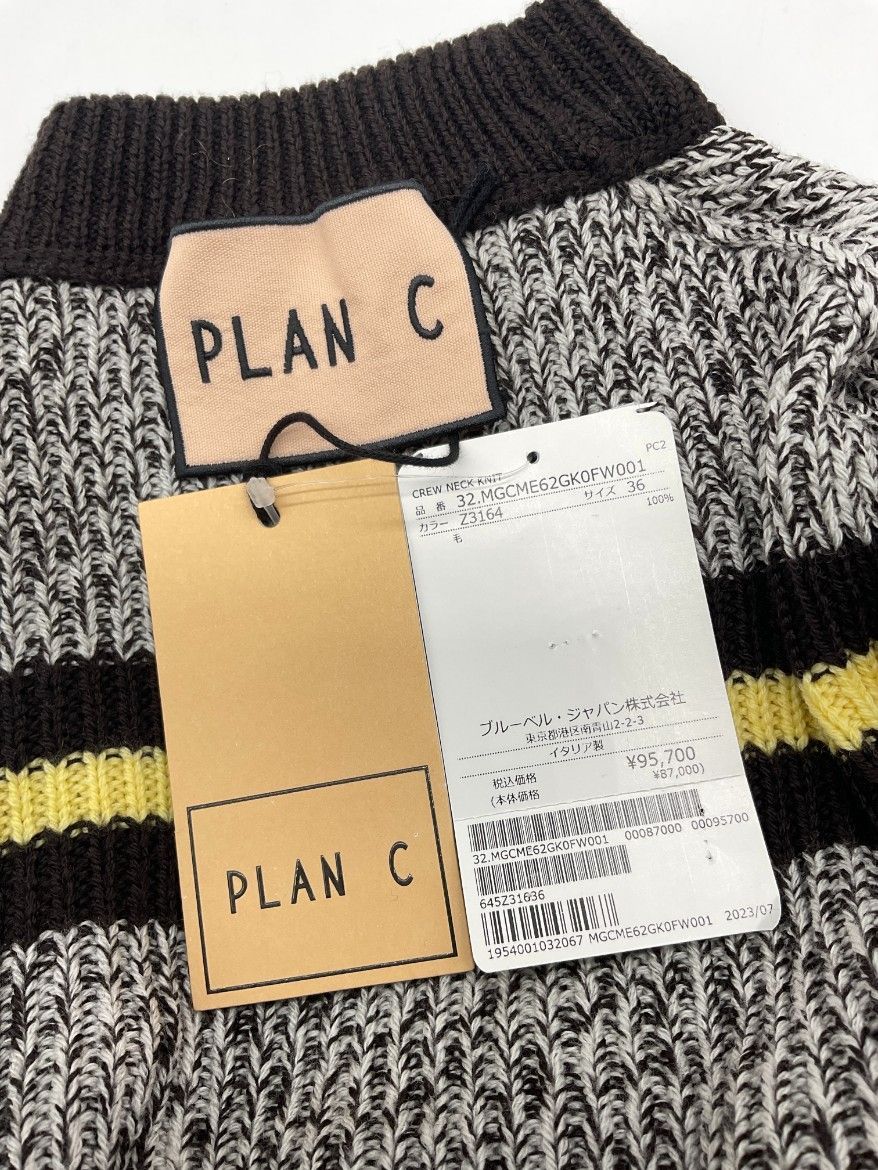 PLAN C
PC2
CREW NECK KNIT
品 番 32.MGCME62GK0FW001
カラー Z3164 サイズ 36
毛 100%
ブルーベル・ジャパン株式会社
東京都港区南青山2-2-3
イタリア製
税込価格 ¥95,700
(本体価格 ¥87,000)
32.MGCME62GK0FW001 00087000 00095700
645Z31636
1954001032067 MGCME62GK0FW001 2023/07
PLAN C